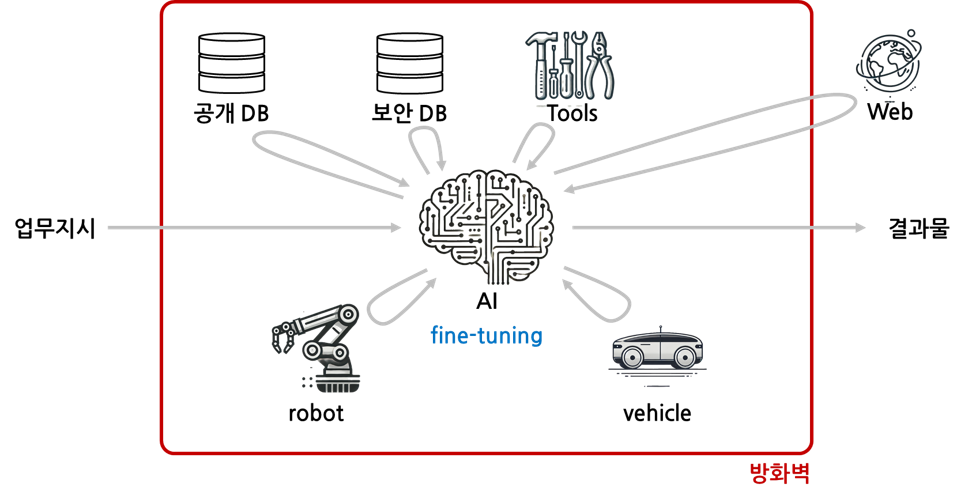 공개 DB
보안 DB
Tools
Web
업무지시
결과물
AI
fine-tuning
robot
vehicle
방화벽